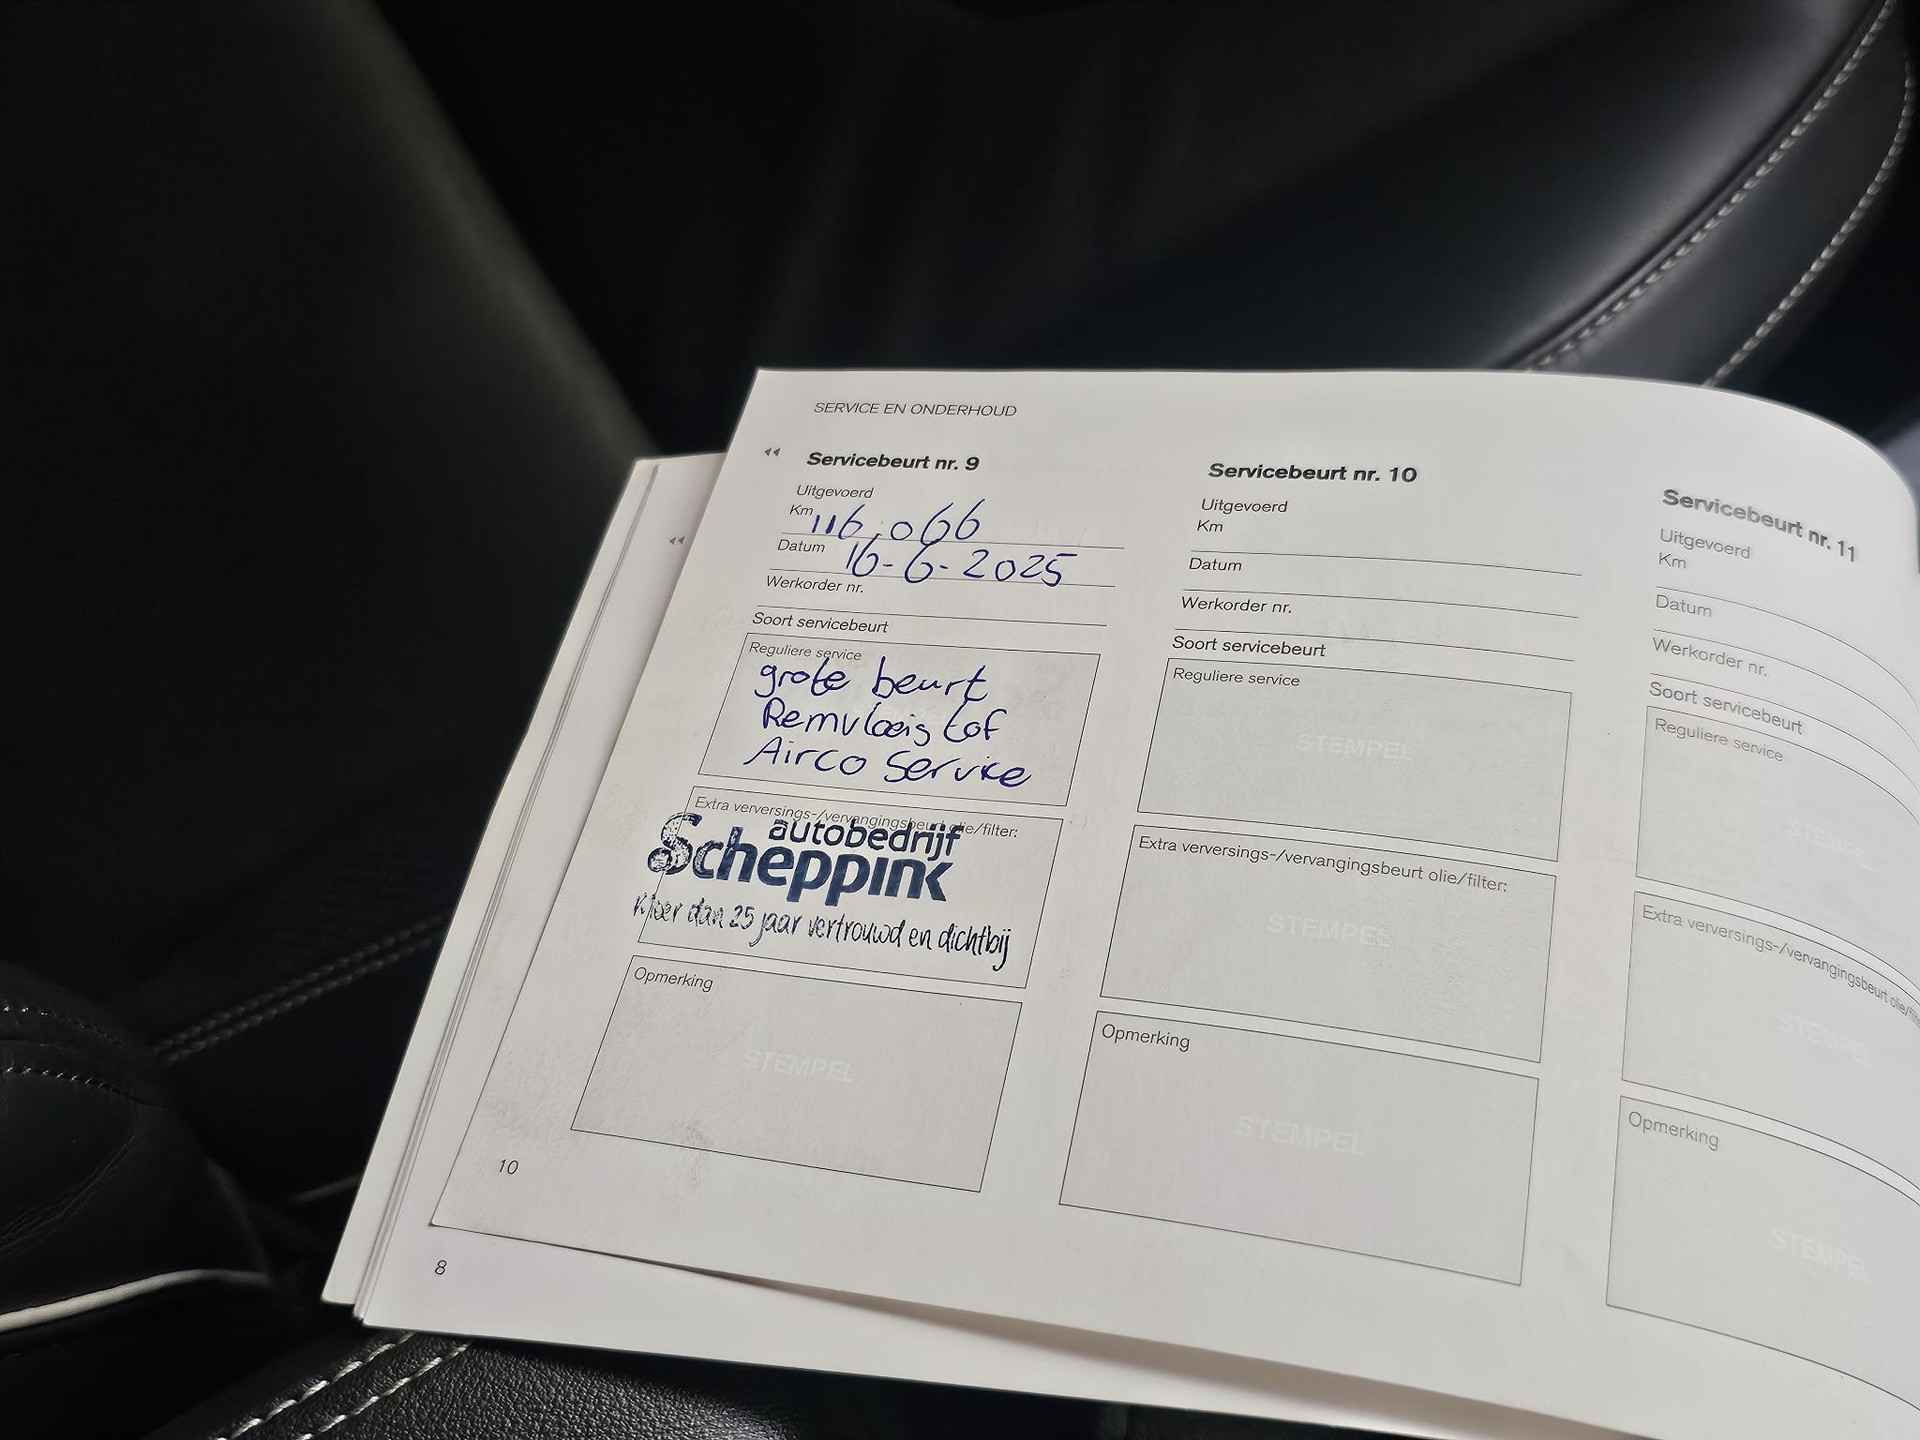 SERVICE EN ONDERHOUD
Servicebeurt nr. 9
Uitgevoerd
Km 116.066
Datum 16-6-2025
Werkorder nr.
Soort servicebeurt
Reguliere service
grote beurt
Remvloeistof
Airco Service
Extra verversings-/vervangingsbeurt olie/filter:
autobedrijf
Scheppink
Meer dan 25 jaar vertrouwd en dichtbij
Opmerking
STEMPEL
10
8
Servicebeurt nr. 10
Uitgevoerd
Km
Datum
Werkorder nr.
Soort servicebeurt
Reguliere service
STEMPEL
Extra verversings-/vervangingsbeurt olie/filter:
STEMPEL
Opmerking
STEMPEL
Servicebeurt nr. 11
Uitgevoerd
Km
Datum
Werkorder nr.
Soort servicebeurt
Reguliere service
STEMPEL
Extra verversings-/vervangingsbeurt
STEMPEL
Opmerking
STEMPEL